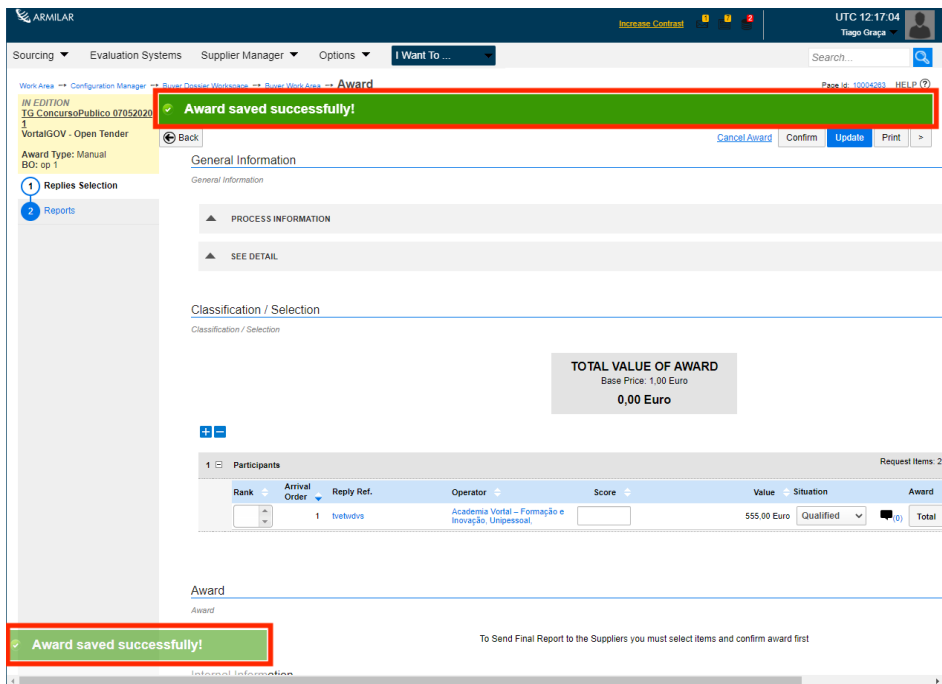 ARMILAR
Increase Contrast
8
8
2
UTC 12:17:04
Tiago Graça
Sourcing
Evaluation Systems
Supplier Manager
Options
I Want To ...
Search...
Work Area → Configuration Manager → Buyer Dossier Workspace → Buyer Work Area → Award
Page Id: 10004263 HELP
IN EDITION
TG ConcursoPublico 07052020
1
VortalGOV - Open Tender
Award Type: Manual
BO: op 1
1 Replies Selection
2 Reports
Award saved successfully!
Back
Cancel Award
Confirm
Update
Print
>
General Information
General Information
PROCESS INFORMATION
SEE DETAIL
Classification / Selection
Classification / Selection
TOTAL VALUE OF AWARD
Base Price: 1,00 Euro
0,00 Euro
1 Participants
Request Items: 2
Rank Arrival Order Reply Ref. Operator Score Value Situation Award
1 tvetwdvs Academia Vortal – Formação e Inovação, Unipessoal, 555,00 Euro Qualified (0) Total
Award
Award
To Send Final Report to the Suppliers you must select items and confirm award first
Award saved successfully!
Internal Information